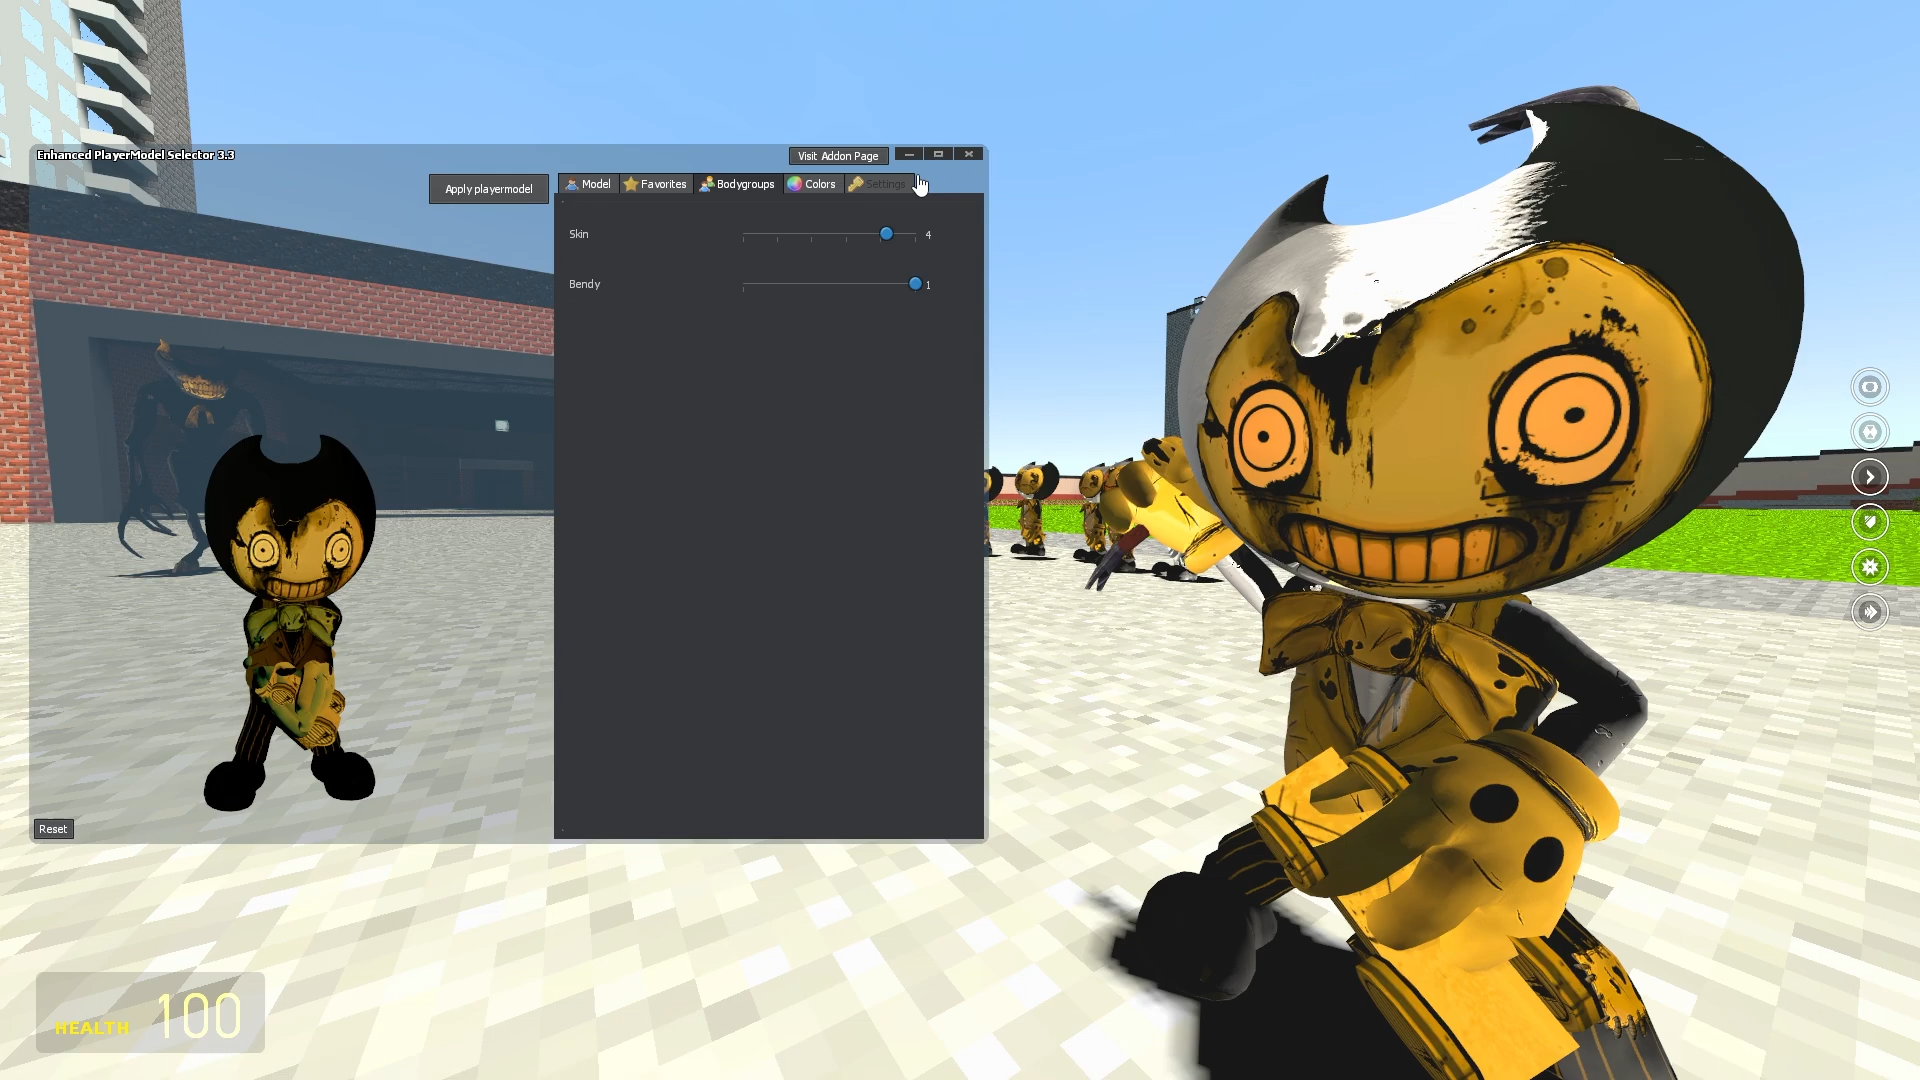 Enhanced PlayerModel Selector 3.3
Visit Addon Page
Apply playermodel
Model
Favorites
Bodygroups
Colors
Settings
Skin
4
Bendy
1
Reset
HEALTH 100